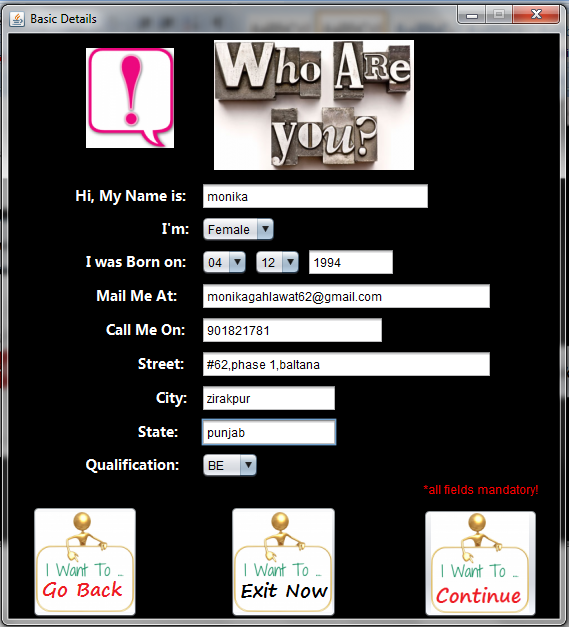 Basic Details
!
Who Are
you?
Hi, My Name is: monika
I'm: Female
I was Born on: 04 12 1994
Mail Me At: monikagahlawat62@gmail.com
Call Me On: 901821781
Street: #62,phase 1,baltana
City: zirakpur
State: punjab
Qualification: BE
*all fields mandatory!
I Want To ... I Want To ... I Want To ...
Go Back Exit Now Continue